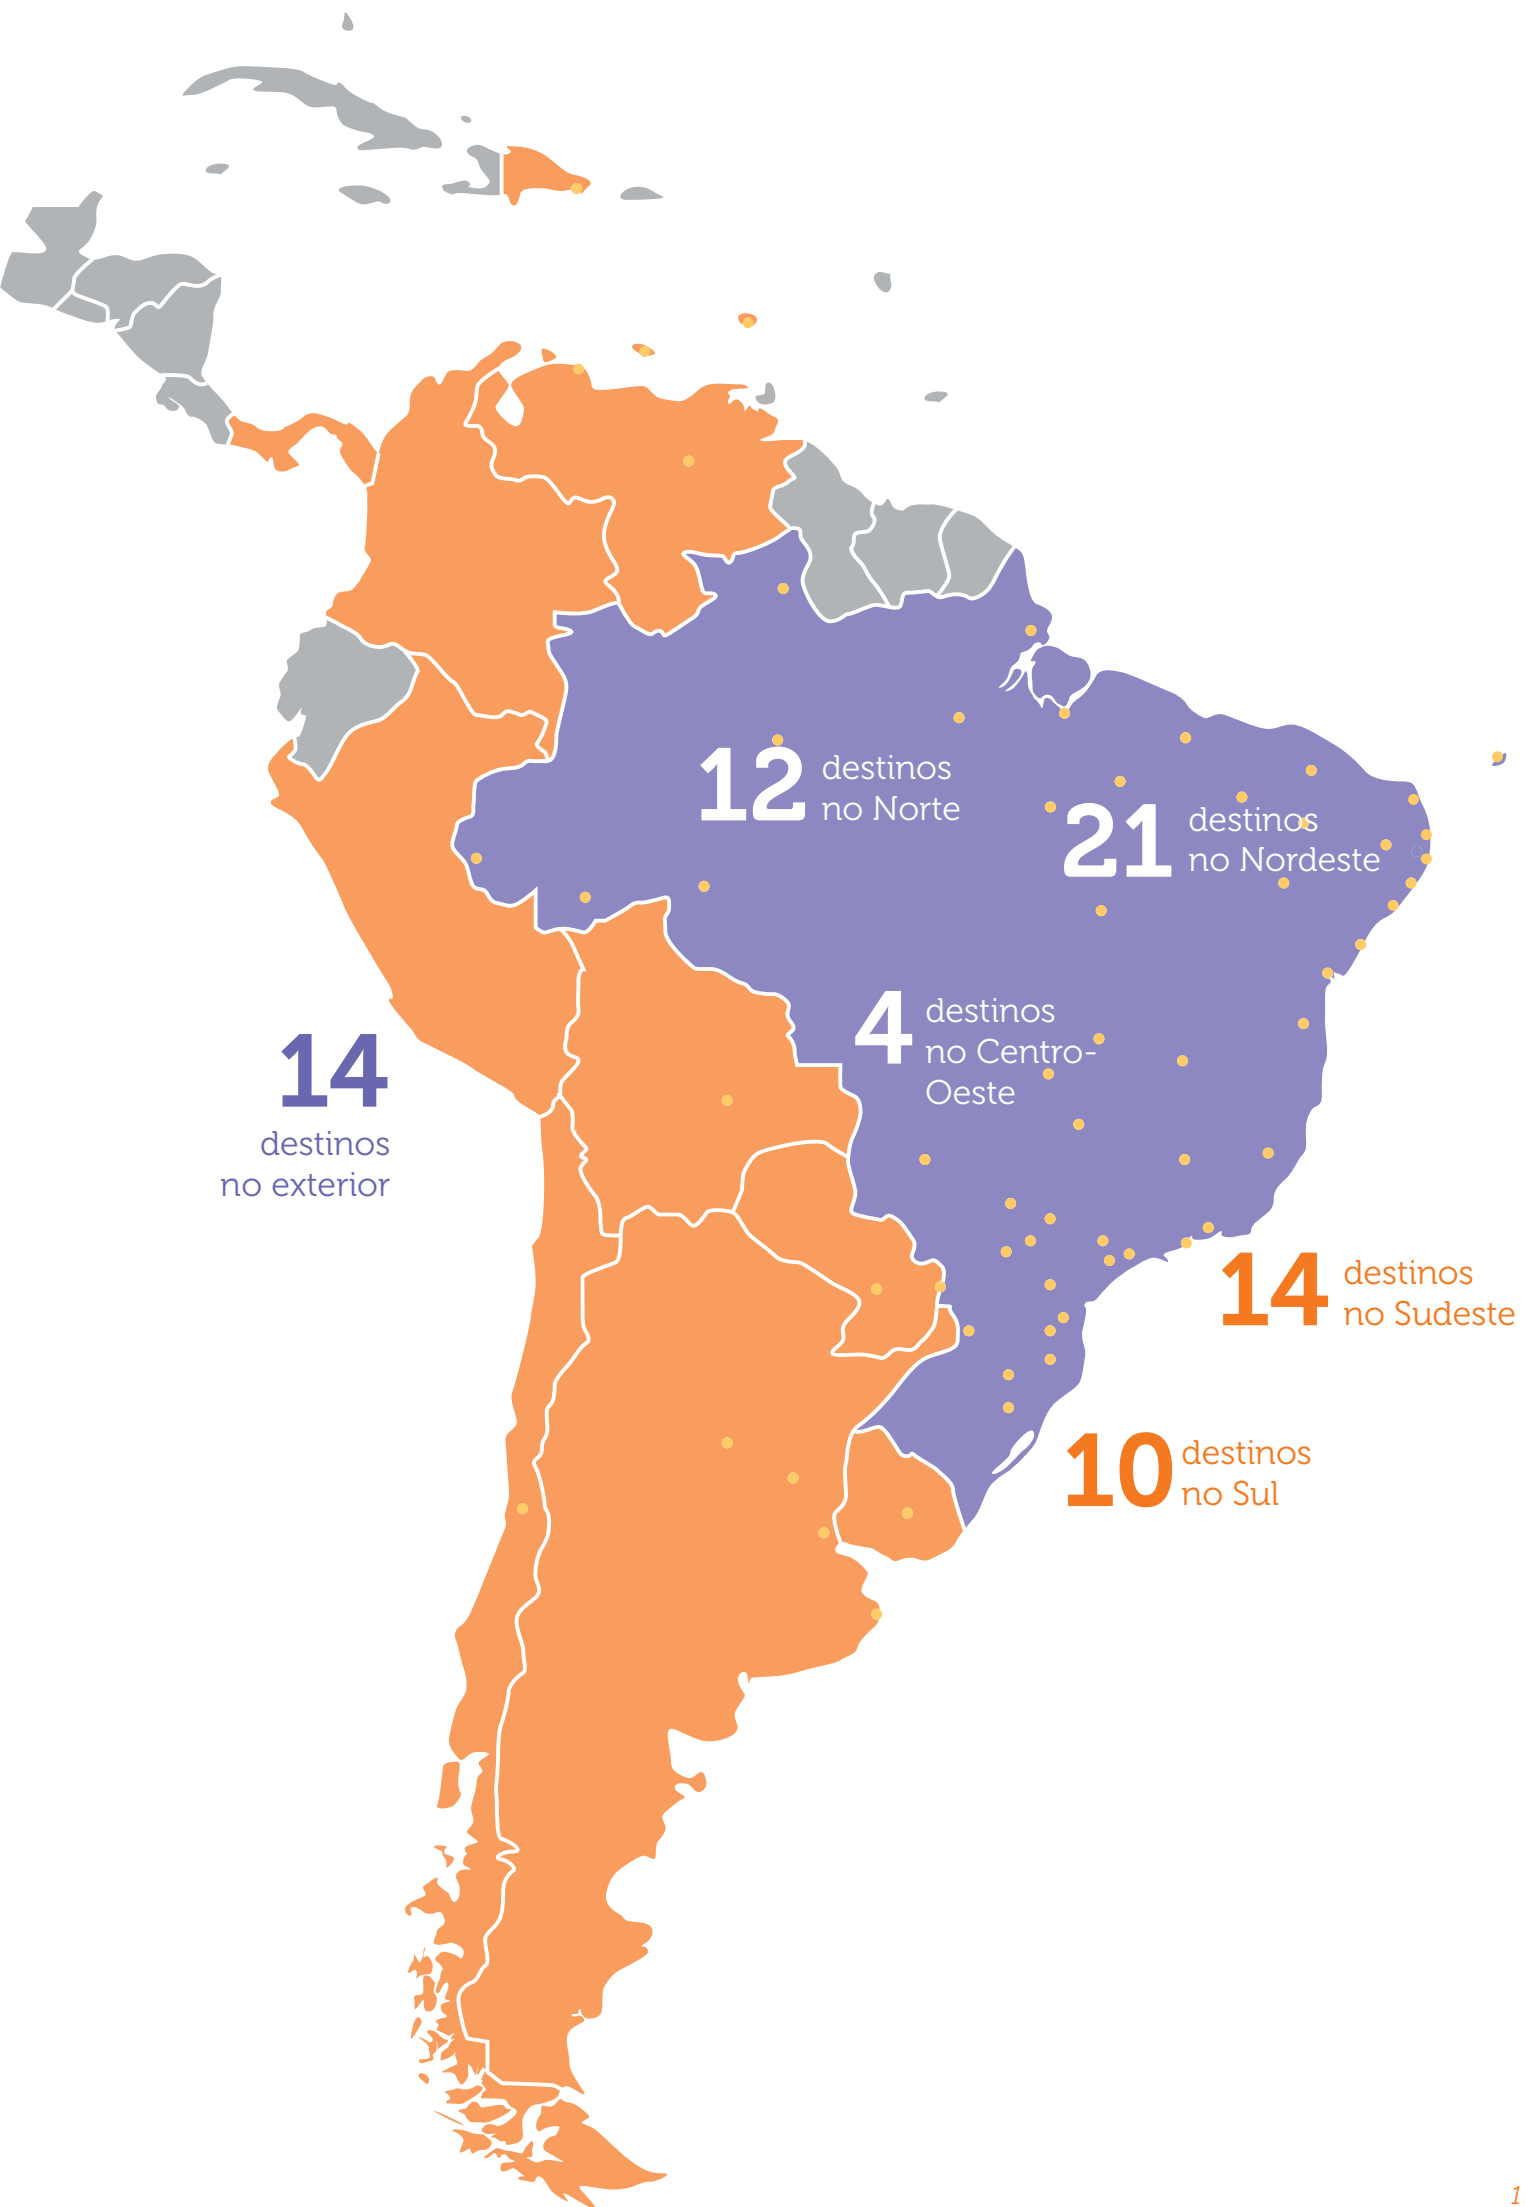 12
destinos
no Norte
21
destinos
no Nordeste
4
destinos
no Centro-
Oeste
14
destinos
no exterior
14
destinos
no Sudeste
10
destinos
no Sul
1